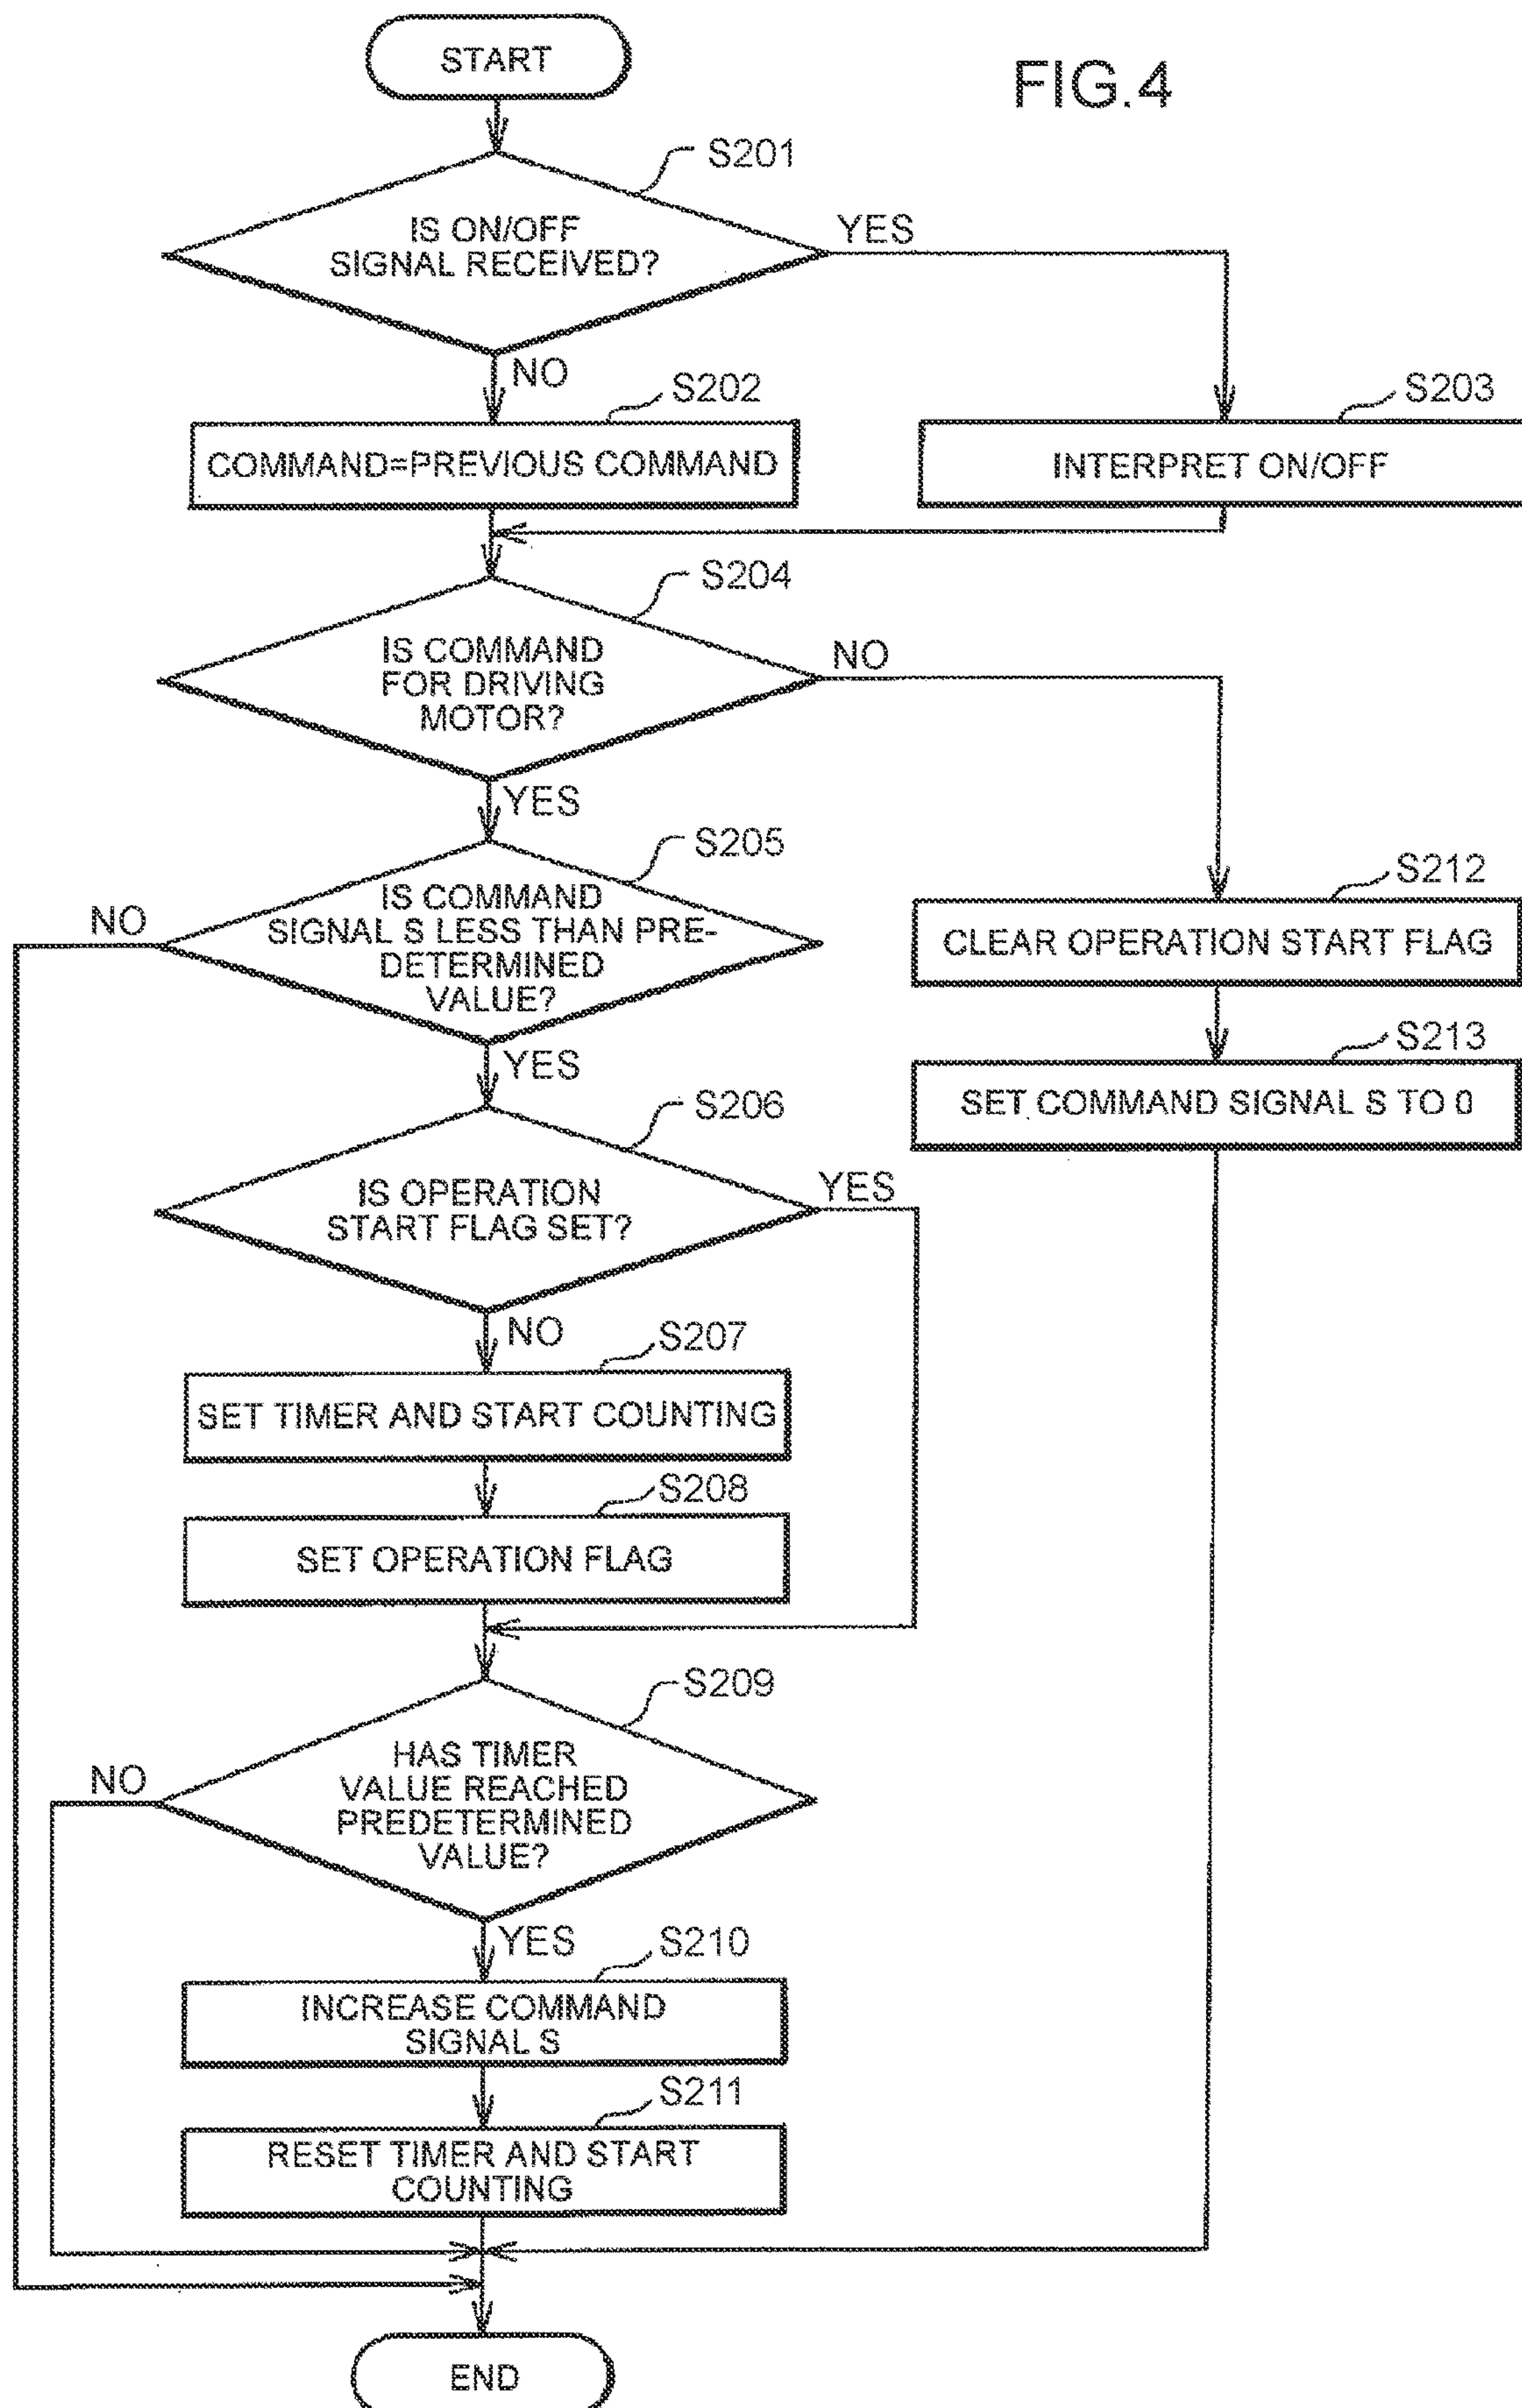 START
FIG.4
S201
IS ON/OFF
SIGNAL RECEIVED?
YES
NO
S202
COMMAND=PREVIOUS COMMAND
S203
INTERPRET ON/OFF
S204
IS COMMAND
FOR DRIVING
MOTOR?
NO
YES
S205
IS COMMAND
SIGNAL S LESS THAN PRE-
DETERMINED
VALUE?
NO
YES
S212
CLEAR OPERATION START FLAG
S213
SET COMMAND SIGNAL S TO 0
S206
IS OPERATION
START FLAG SET?
YES
NO
S207
SET TIMER AND START COUNTING
S208
SET OPERATION FLAG
S209
HAS TIMER
VALUE REACHED
PREDETERMINED
VALUE?
NO
YES
S210
INCREASE COMMAND
SIGNAL S
S211
RESET TIMER AND START
COUNTING
END